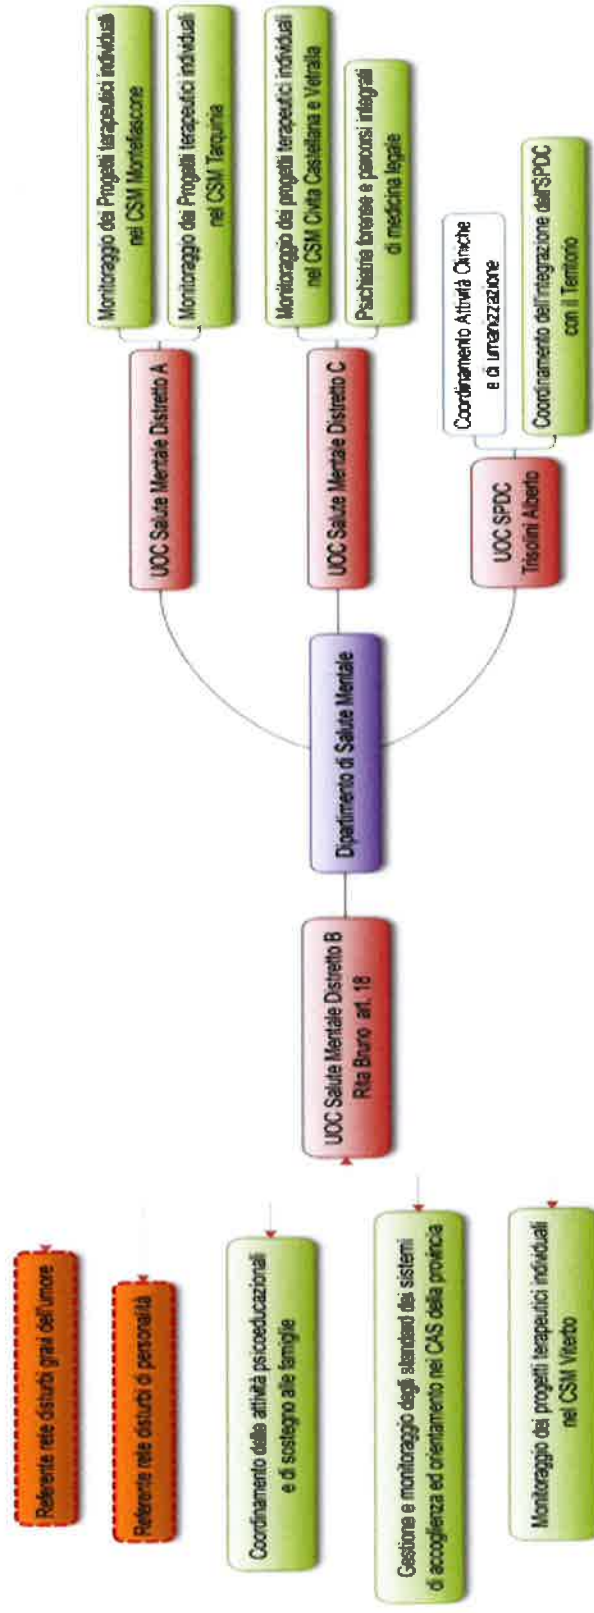 Referente rete disturbi gravi dell'umore
Referente rete disturbi di personalità
Coordinamento delle attività psicoeducazionali
e di sostegno alle famiglie
Gestione e monitoraggio degli standard dei sistemi
di accoglienza ed orientamento nei CAS della provincia
Monitoraggio dei progetti terapeutici individuali
nel CSM Viterbo
UOC Salute Mentale Distretto B
Rita Bruno art. 18
Dipartimento di Salute Mentale
UOC Salute Mentale Distretto A
Monitoraggio dei Progetti terapeutici individuali
nel CSM Montefiascone
Monitoraggio dei Progetti terapeutici individuali
nel CSM Tarquinia
UOC Salute Mentale Distretto C
Monitoraggio dei progetti terapeutici individuali
nel CSM Civita Castellana e Vetralla
Psichiatria forense e percorsi integrati
di medicina legale
UOC SPDC
Trisolini Alberto
Coordinamento Attività Cliniche
e di umanizzazione
Coordinamento dell'integrazione dell'SPDC
con il Territorio